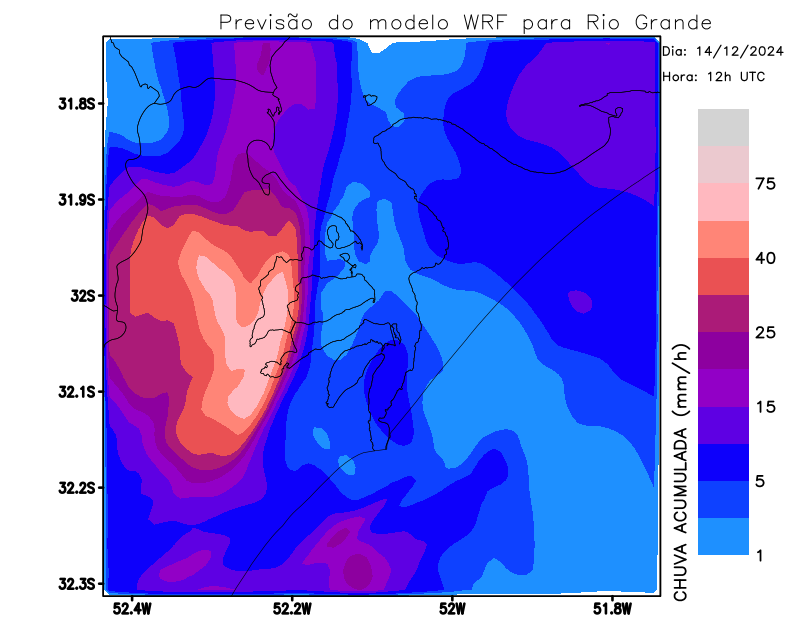 Previsão do modelo WRF para Rio Grande
Dia: 14/12/2024
Hora: 12h UTC
31.8S
31.9S
32S
32.1S
32.2S
32.3S
52.4W
52.2W
52W
51.8W
75
40
25
15
5
1
CHUVA ACUMULADA (mm/h)